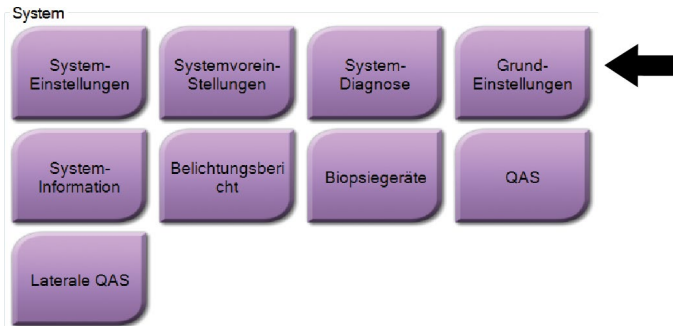 System
System-
Einstellungen
Systemvorein-
Stellungen
System-
Diagnose
Grund-
Einstellungen
System-
Information
Belichtungsberi
cht
Biopsiegeräte
QAS
Laterale QAS